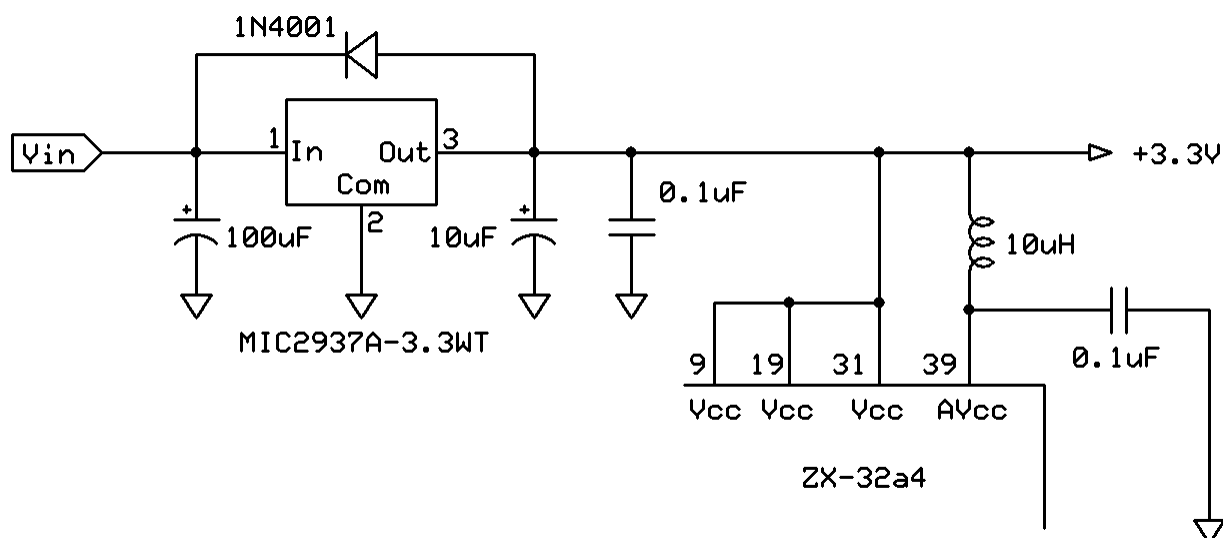 1N4001
Vin
1
In
Out
3
+3.3V
Com
2
+
100uF
10uF
+
0.1uF
10uH
MIC2937A-3.3WT
0.1uF
9
19
31
39
Vcc
Vcc
Vcc
AVcc
ZX-32a4